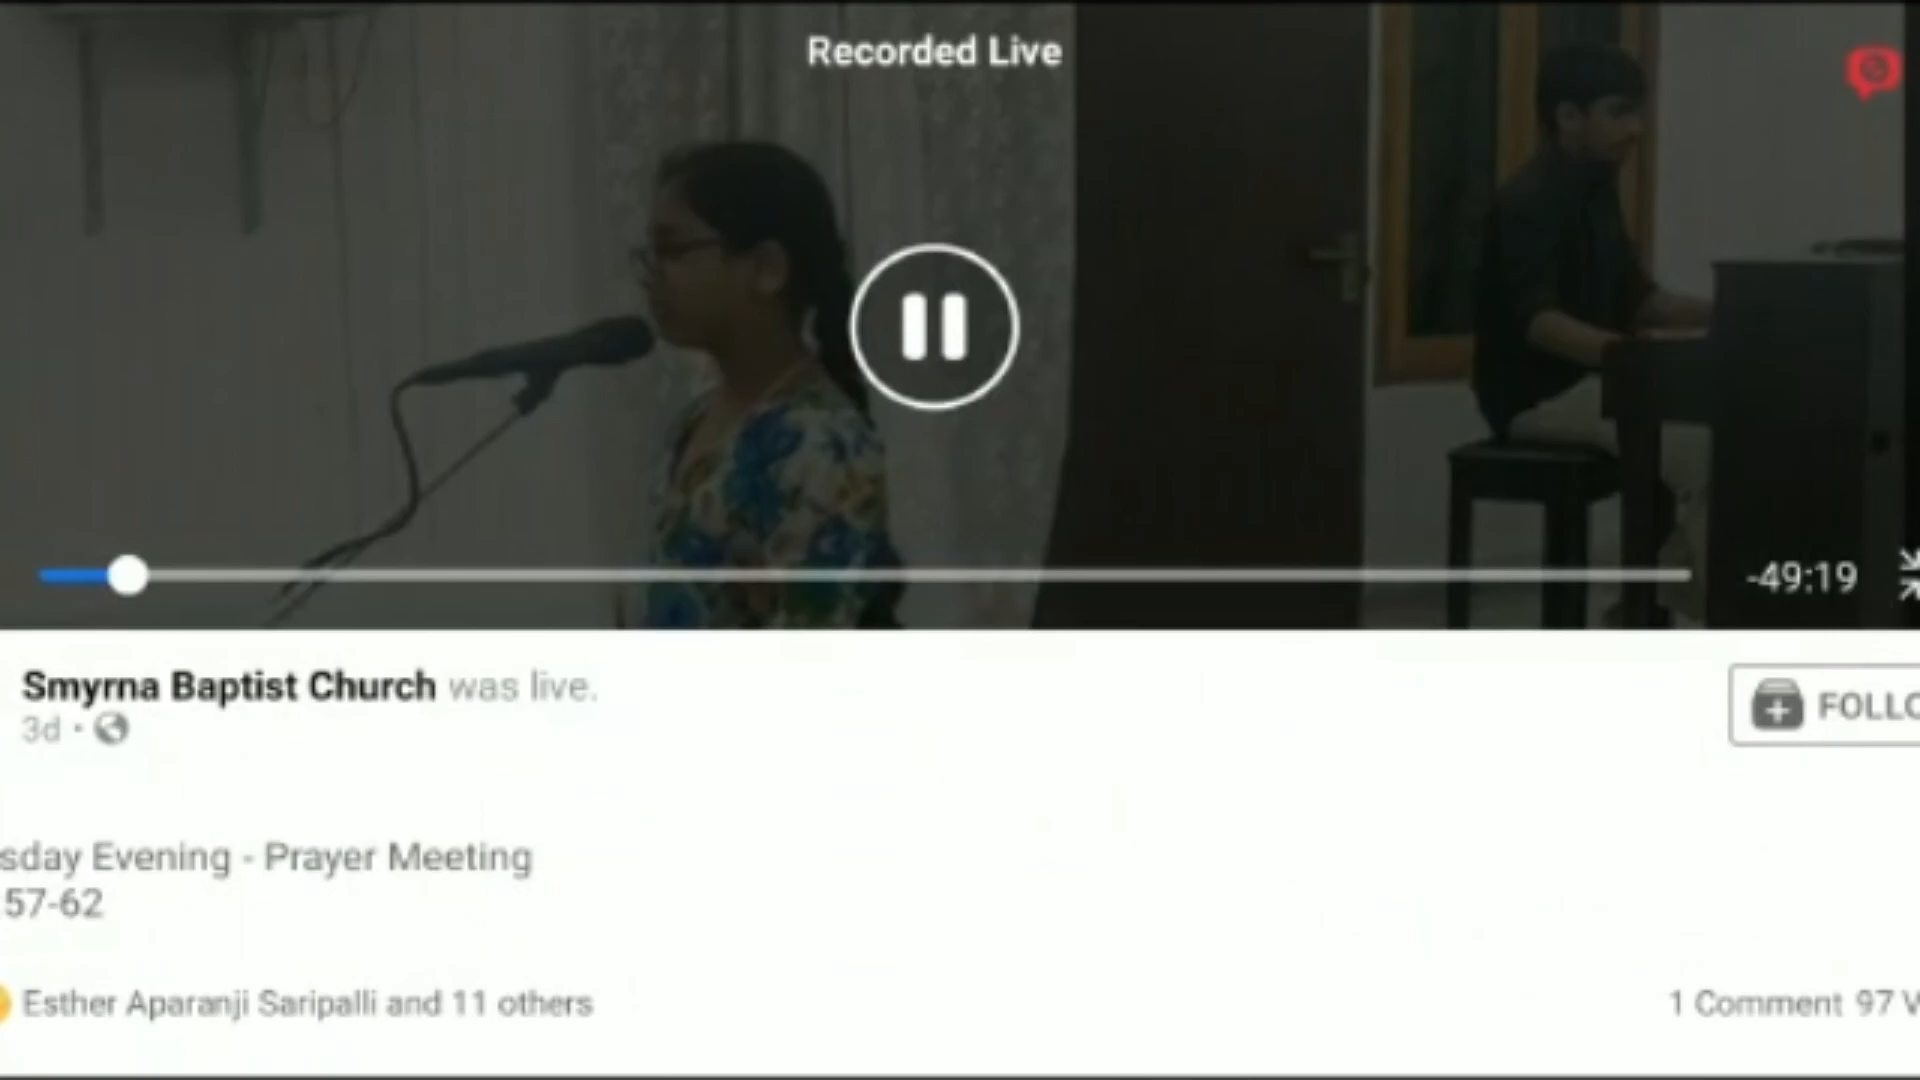 Recorded Live
-49:19
Smyrna Baptist Church was live.
3d ·
FOLLO
sday Evening - Prayer Meeting
57-62
Esther Aparanji Saripalli and 11 others
1 Comment 97 V